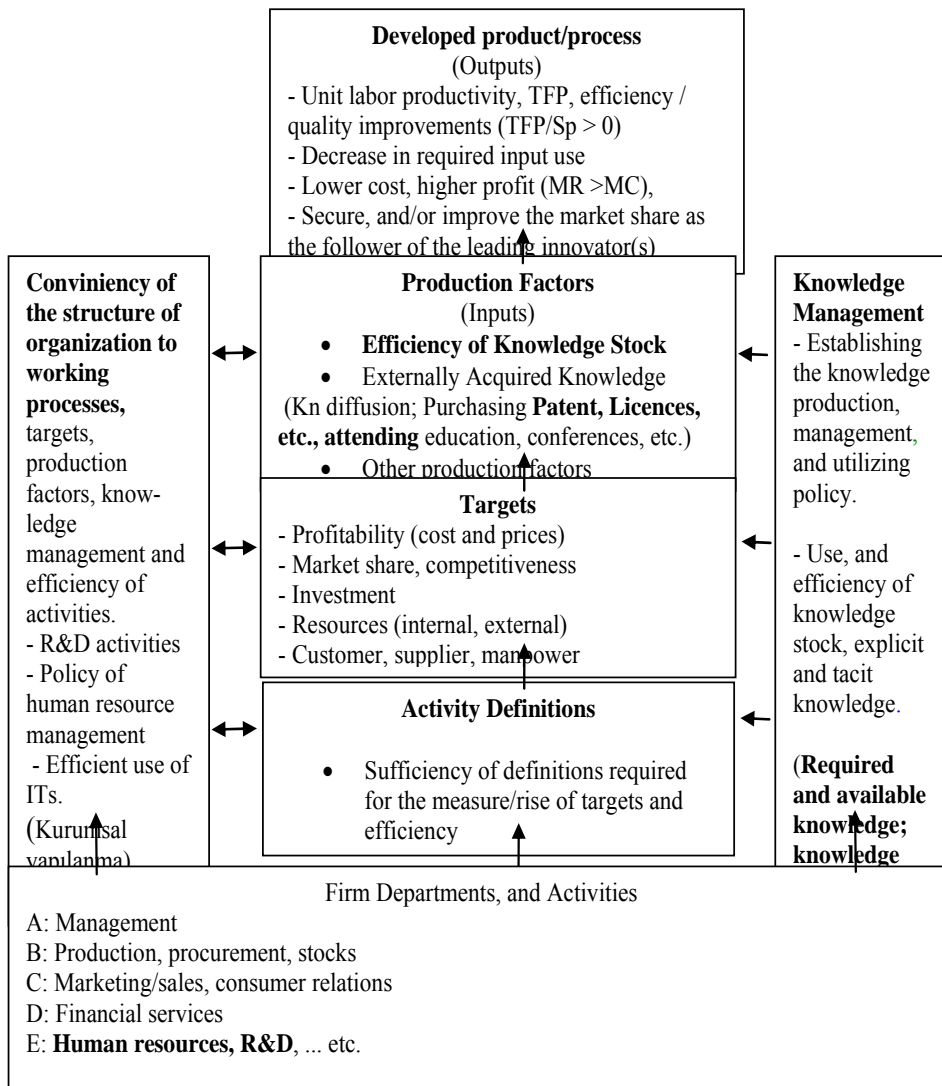 Developed product/process
(Outputs)
- Unit labor productivity, TFP, efficiency /
quality improvements (TFP/Sp > 0)
- Decrease in required input use
- Lower cost, higher profit (MR >MC),
- Secure, and/or improve the market share as
the follower of the leading innovator(s)
Conviniency of
the structure of
organization to
working
processes,
targets,
production
factors, know-
ledge
management and
efficiency of
activities.
- R&D activities
- Policy of
human resource
management
- Efficient use of
ITs.
(Kurumsal
yapılanma)
Production Factors
(Inputs)
• Efficiency of Knowledge Stock
• Externally Acquired Knowledge
(Kn diffusion; Purchasing Patent, Licences,
etc., attending education, conferences, etc.)
• Other production factors
Targets
- Profitability (cost and prices)
- Market share, competitiveness
- Investment
- Resources (internal, external)
- Customer, supplier, manpower
Activity Definitions
• Sufficiency of definitions required
for the measure/rise of targets and
efficiency
Knowledge
Management
- Establishing
the knowledge
production,
management,
and utilizing
policy.
- Use, and
efficiency of
knowledge
stock, explicit
and tacit
knowledge.
(Required
and available
knowledge;
knowledge
Firm Departments, and Activities
A: Management
B: Production, procurement, stocks
C: Marketing/sales, consumer relations
D: Financial services
E: Human resources, R&D, ... etc.